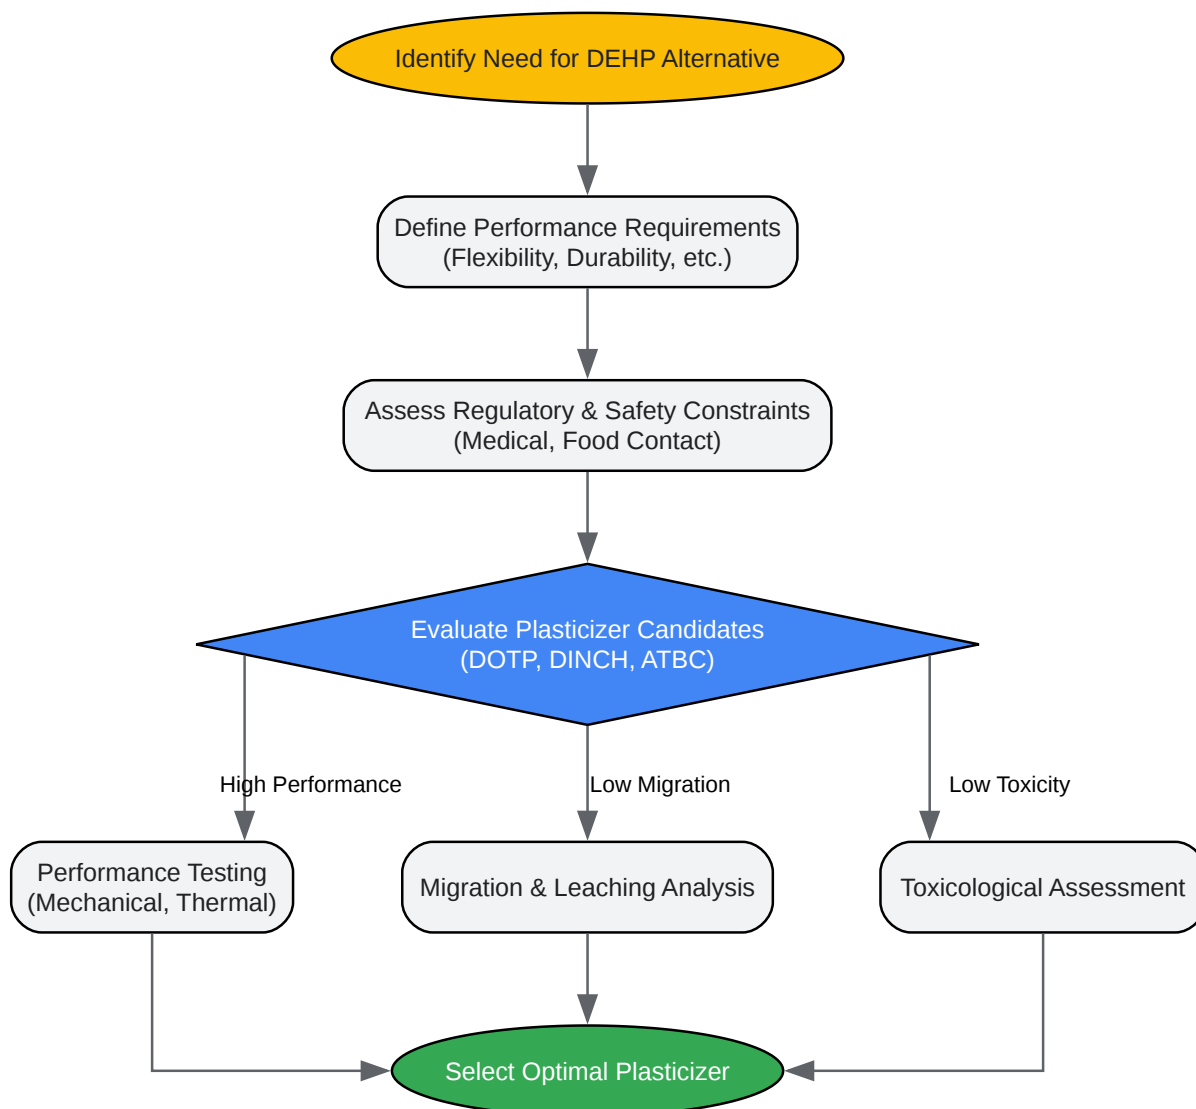 Identify Need for DEHP Alternative
Define Performance Requirements
(Flexibility, Durability, etc.)
Assess Regulatory & Safety Constraints
(Medical, Food Contact)
Evaluate Plasticizer Candidates
(DOTP, DINCH, ATBC)
High Performance
Low Migration
Low Toxicity
Performance Testing
(Mechanical, Thermal)
Migration & Leaching Analysis
Toxicological Assessment
Select Optimal Plasticizer